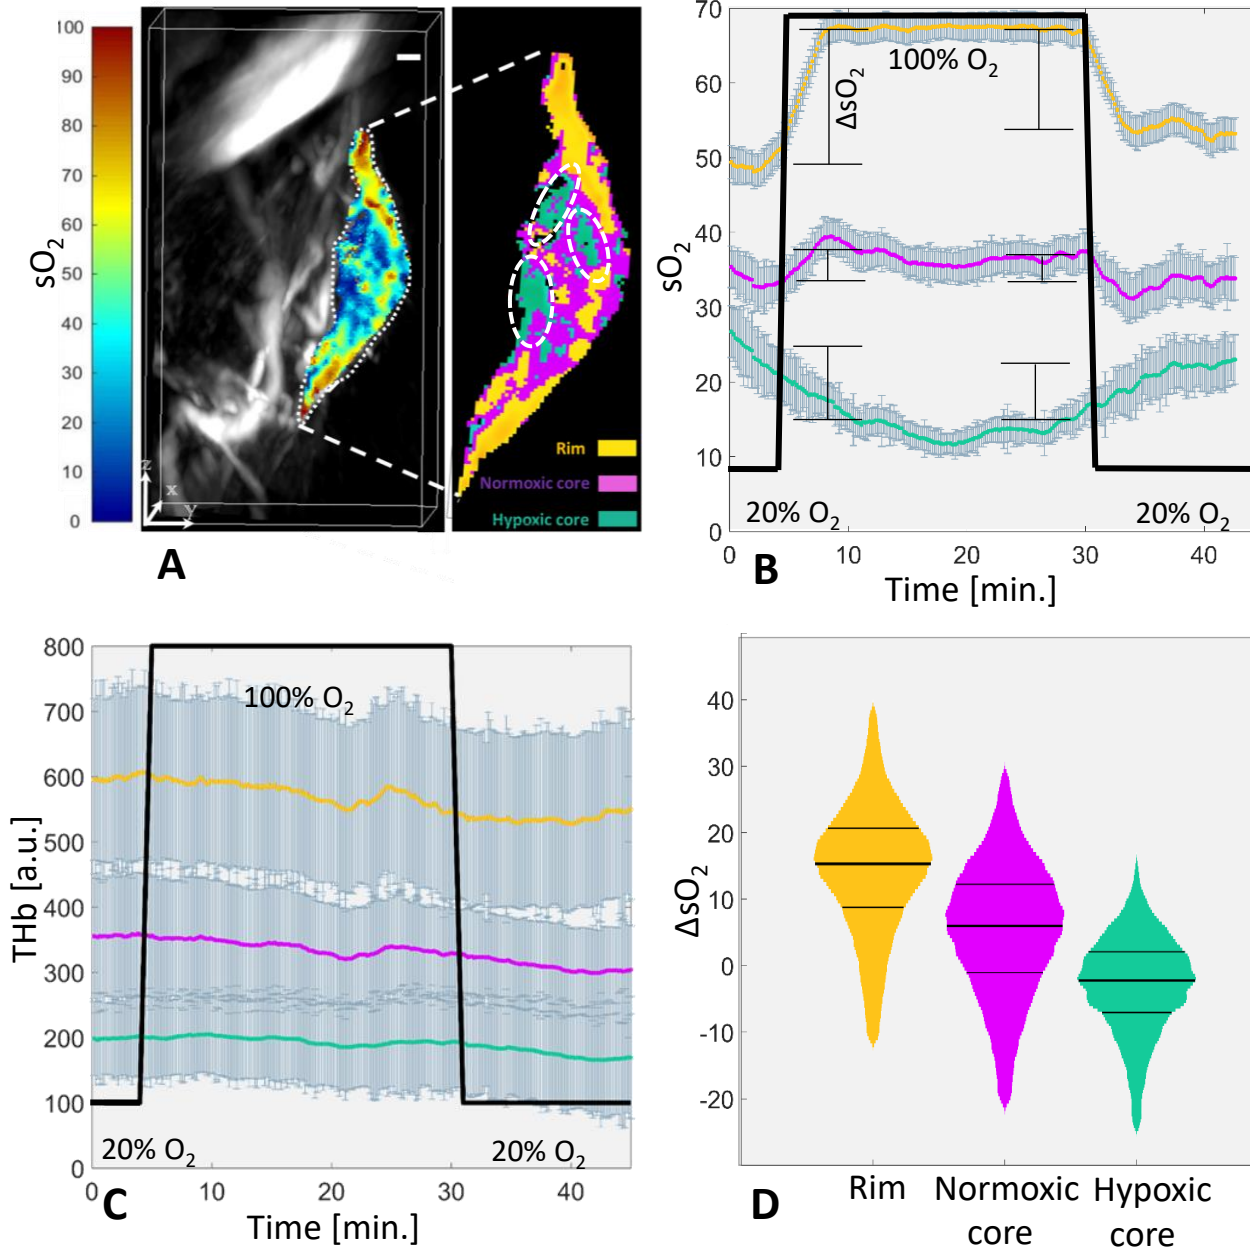 100
90
80
70
60
50
40
30
20
10
0
sO₂
z
x
y
Rim
Normoxic core
Hypoxic core
A
70
60
50
40
30
20
10
0
sO₂
100% O₂
ΔsO₂
20% O₂
20% O₂
0 10 20 30 40
B
Time [min.]
800
700
600
500
400
300
200
100
0
THb [a.u.]
100% O₂
20% O₂
20% O₂
0 10 20 30 40
C
Time [min.]
40
30
20
10
0
-10
-20
ΔsO₂
D
Rim
Normoxic
core
Hypoxic
core